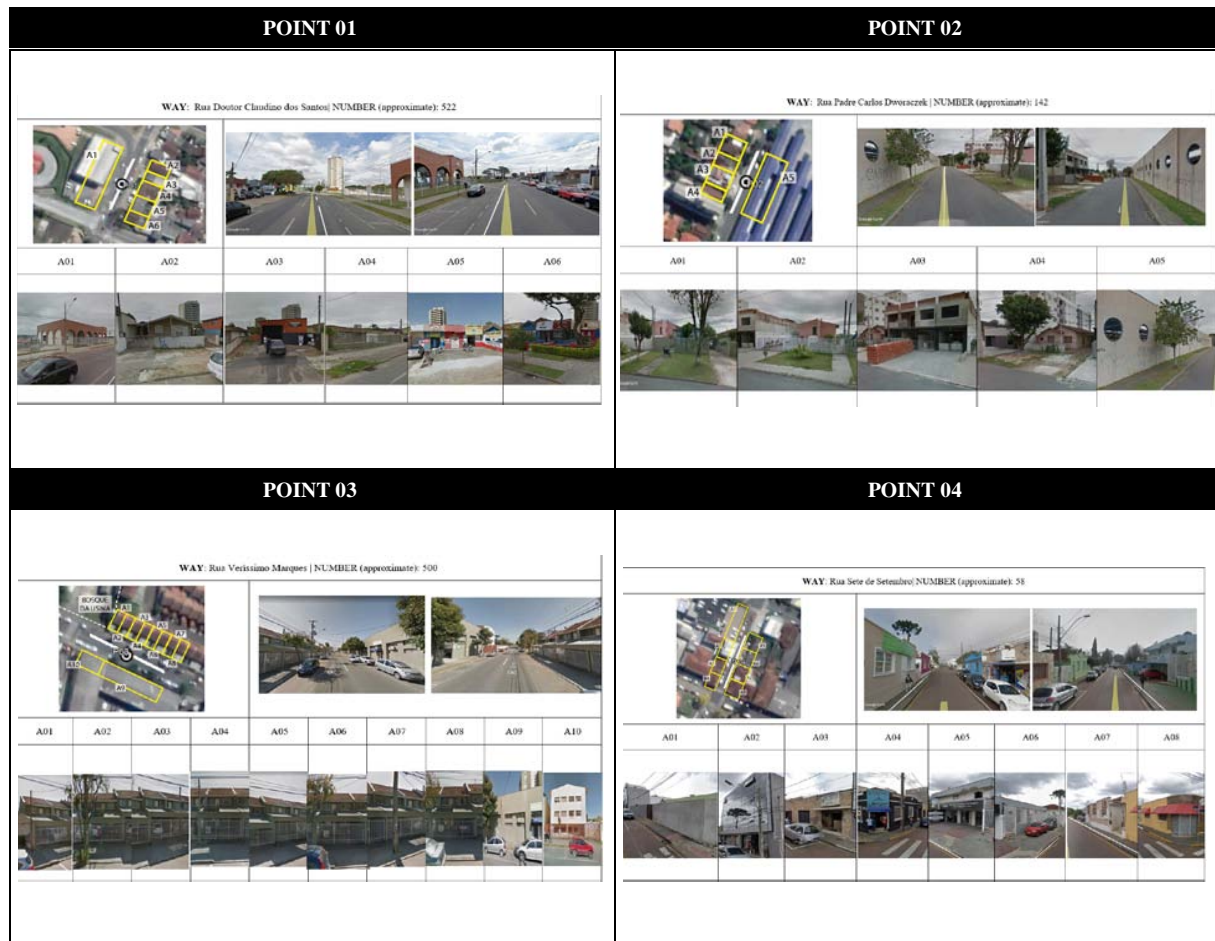 POINT 01
POINT 02
WAY: Rua Doutor Claudino dos Santos| NUMBER (approximate): 522
A1
A2
A3
A4
A5
A6
A01
A02
A03
A04
A05
A06
WAY: Rua Padre Carlos Dworaczek | NUMBER (approximate): 142
A1
A2
A3
A4
A5
A01
A02
A03
A04
A05
POINT 03
POINT 04
WAY: Rua Veríssimo Marques | NUMBER (approximate): 500
BOSQUE
DA USINA
A9
A01
A02
A03
A04
A05
A06
A07
A08
A09
A10
WAY: Rua Sete de Setembro| NUMBER (approximate): 58
A01
A02
A03
A04
A05
A06
A07
A08